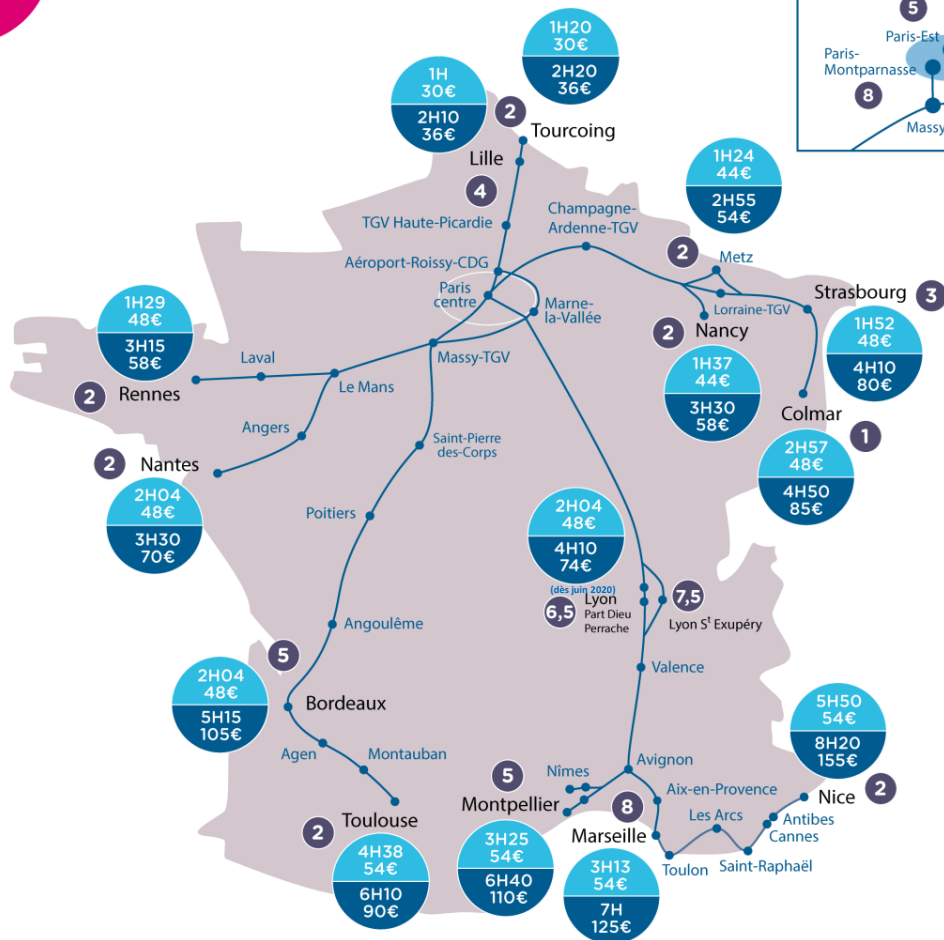 5
Paris-Est
Paris-
Montparnasse
8
Massy
1H20
30€
2H20
36€
1H
30€
2H10
36€
2
Tourcoing
Lille
4
TGV Haute-Picardie
Aéroport-Roissy-CDG
Paris
centre
Champagne-
Ardenne-TGV
1H24
44€
2H55
54€
2
Metz
Lorraine-TGV
Strasbourg
3
1H52
48€
4H10
80€
2
Nancy
1H37
44€
3H30
58€
Colmar
1
2H57
48€
4H50
85€
Marne-
la-Vallée
Massy-TGV
1H29
48€
3H15
58€
Laval
Le Mans
2
Rennes
Angers
2
Nantes
2H04
48€
3H30
70€
Saint-Pierre
des-Corps
Poitiers
Angoulême
2H04
48€
4H10
74€
(dès juin 2020)
6,5
Lyon
Part Dieu
Perrache
7,5
Lyon Sᵗ Exupéry
Valence
5
Bordeaux
2H04
48€
5H15
105€
Agen
Montauban
2
Toulouse
4H38
54€
6H10
90€
Avignon
Nîmes
5
Montpellier
3H25
54€
6H40
110€
8
Marseille
3H13
54€
7H
125€
Aix-en-Provence
Les Arcs
Toulon
Saint-Raphaël
Antibes
Cannes
Nice
2
5H50
54€
8H20
155€